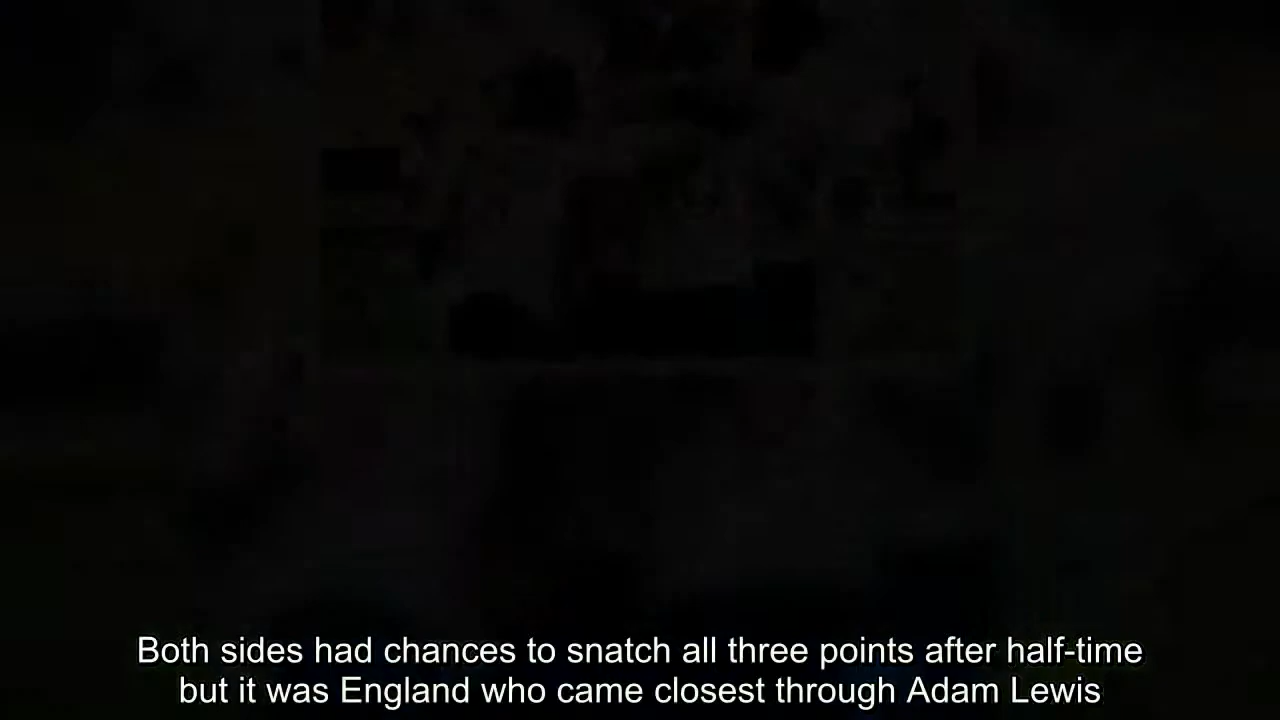 Both sides had chances to snatch all three points after half-time
but it was England who came closest through Adam Lewis